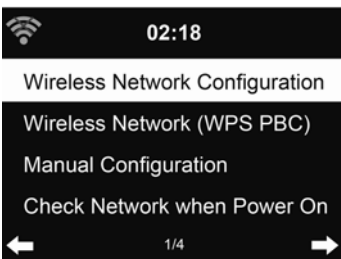 02:18
Wireless Network Configuration
Wireless Network (WPS PBC)
Manual Configuration
Check Network when Power On
1/4